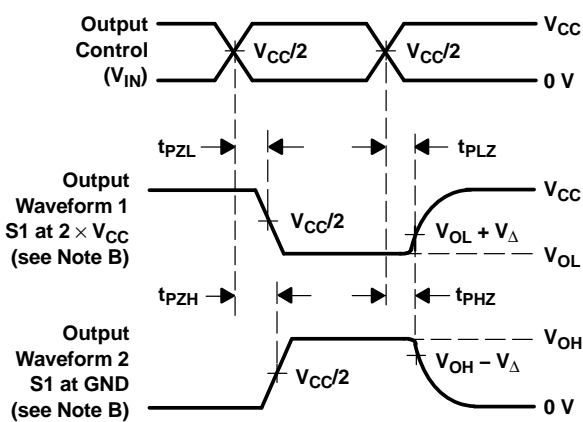 Output
Control
(VIN)
VCC/2
VCC/2
VCC
0 V
tPZL
tPLZ
Output
Waveform 1
S1 at 2 × VCC
(see Note B)
VCC/2
VCC
VOL + VΔ
VOL
tPZH
tPHZ
Output
Waveform 2
S1 at GND
(see Note B)
VCC/2
VOH
VOH − VΔ
0 V